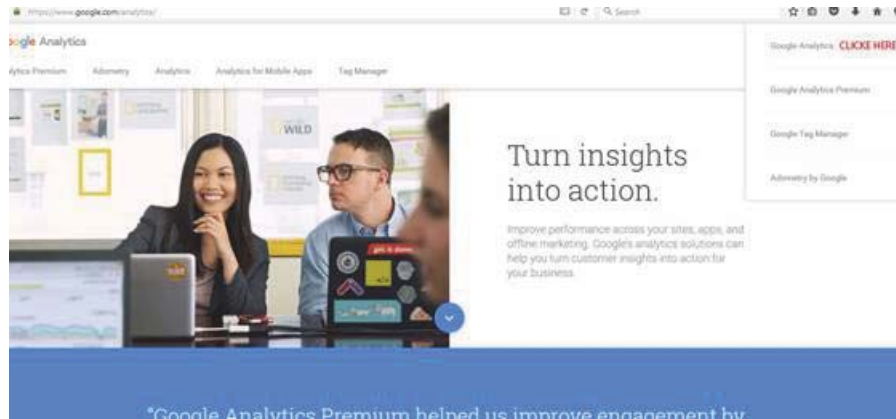 https://www.google.com/analytics/
Search
ogle Analytics
lytics Premium Adometry Analytics Analytics for Mobile Apps Tag Manager
Google Analytics CLICKE HERE
Google Analytics Premium
Google Tag Manager
Adometry by Google
WILD
Turn insights
into action.
Improve performance across your sites, apps, and
offline marketing. Google's analytics solutions can
help you turn customer insights into action for
your business.
"Google Analytics Premium helped us improve engagement by